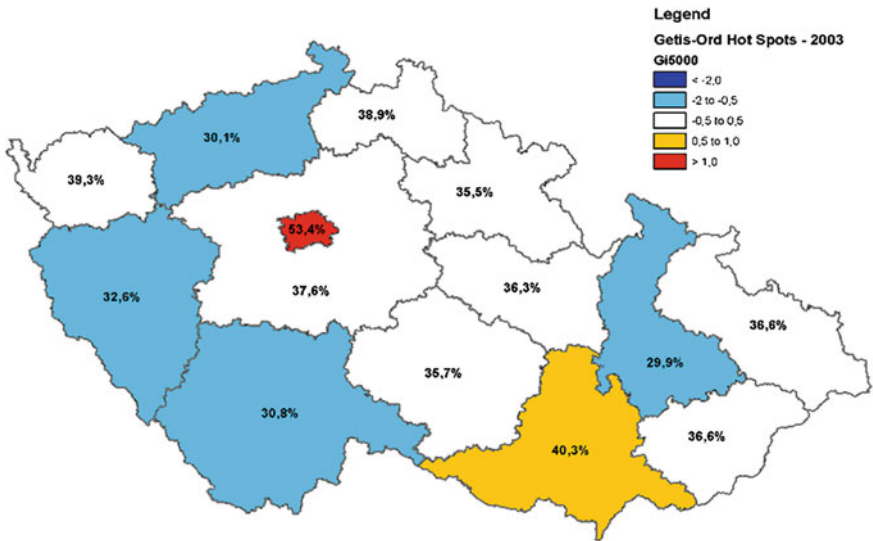 Legend
Getis-Ord Hot Spots - 2003
Gi5000
< -2,0
-2 to -0,5
-0,5 to 0,5
0,5 to 1,0
> 1,0
38,9%
30,1%
39,3%
35,5%
53,4%
37,6%
36,3%
32,6%
36,6%
29,9%
35,7%
30,8%
36,6%
40,3%